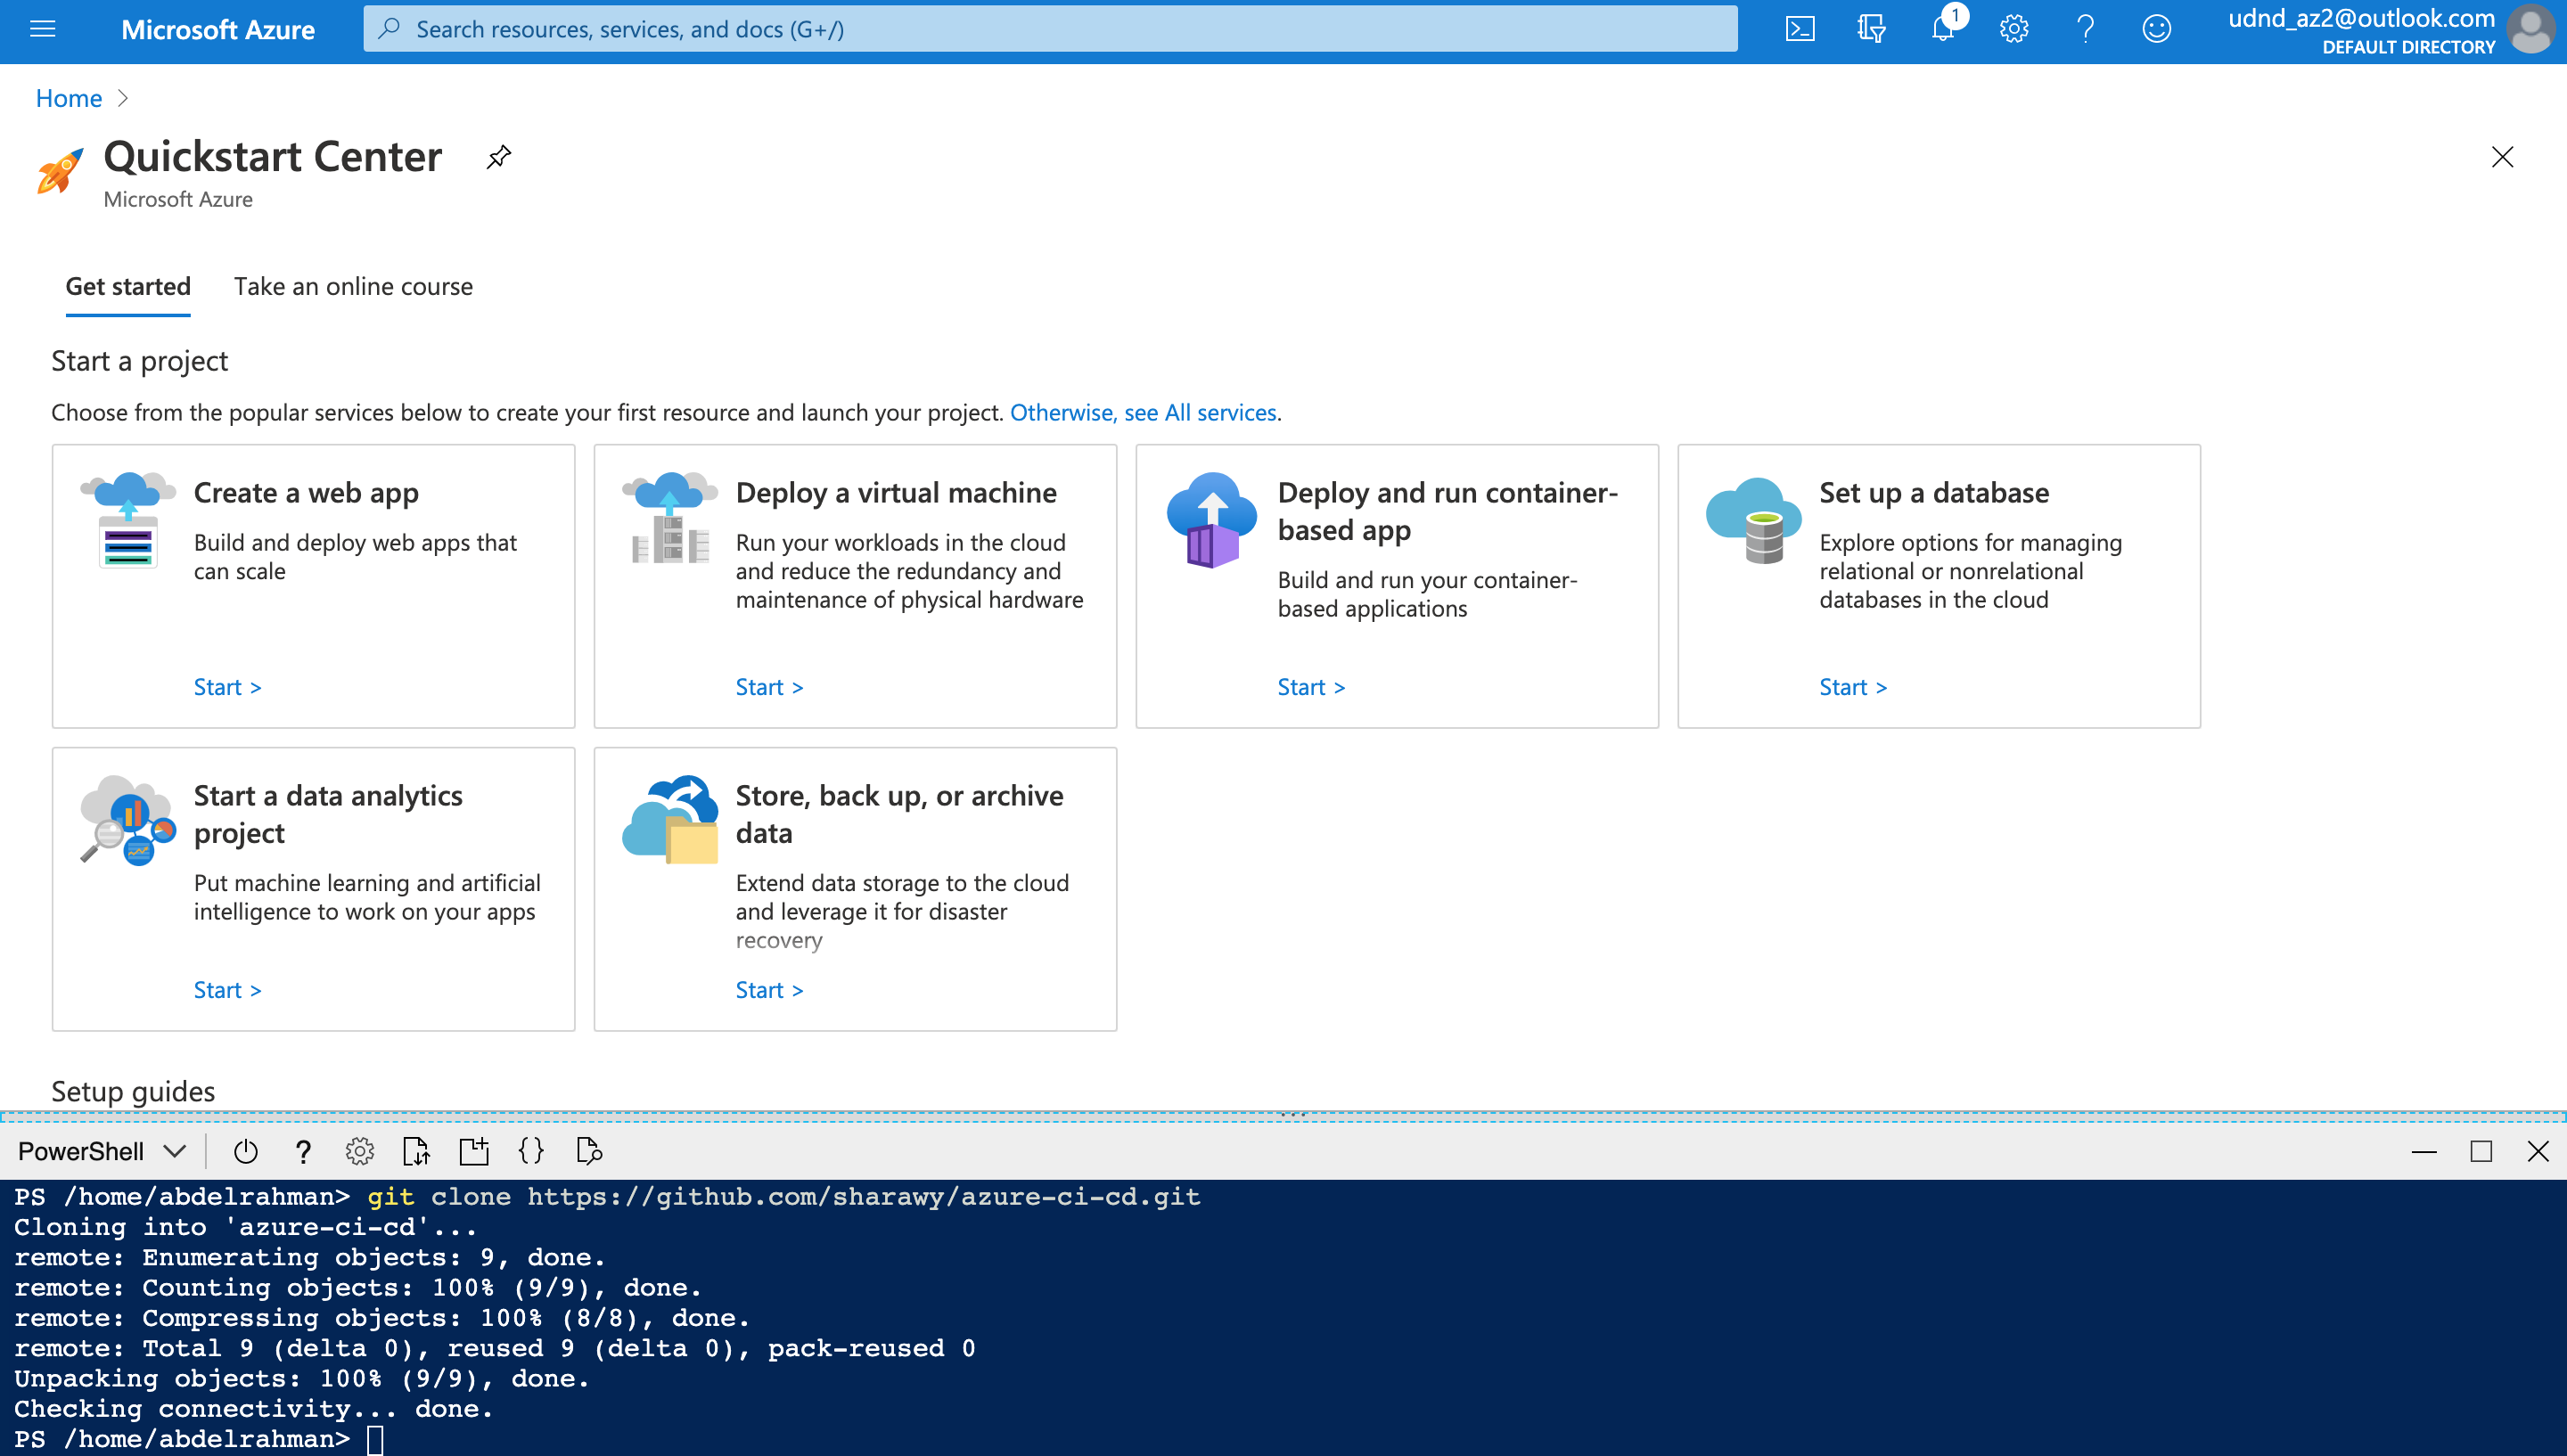 Microsoft Azure
Search resources, services, and docs (G+/)
1
udnd_az2@outlook.com
DEFAULT DIRECTORY
Home
Quickstart Center
Microsoft Azure
Get started
Take an online course
Start a project
Choose from the popular services below to create your first resource and launch your project. Otherwise, see All services.
Create a web app
Build and deploy web apps that
can scale
Start >
Deploy a virtual machine
Run your workloads in the cloud
and reduce the redundancy and
maintenance of physical hardware
Start >
Deploy and run container-
based app
Build and run your container-
based applications
Start >
Set up a database
Explore options for managing
relational or nonrelational
databases in the cloud
Start >
Start a data analytics
project
Put machine learning and artificial
intelligence to work on your apps
Start >
Store, back up, or archive
data
Extend data storage to the cloud
and leverage it for disaster
recovery
Start >
Setup guides
PowerShell
PS /home/abdelrahman> git clone https://github.com/sharawy/azure-ci-cd.git
Cloning into 'azure-ci-cd'...
remote: Enumerating objects: 9, done.
remote: Counting objects: 100% (9/9), done.
remote: Compressing objects: 100% (8/8), done.
remote: Total 9 (delta 0), reused 9 (delta 0), pack-reused 0
Unpacking objects: 100% (9/9), done.
Checking connectivity... done.
PS /home/abdelrahman>